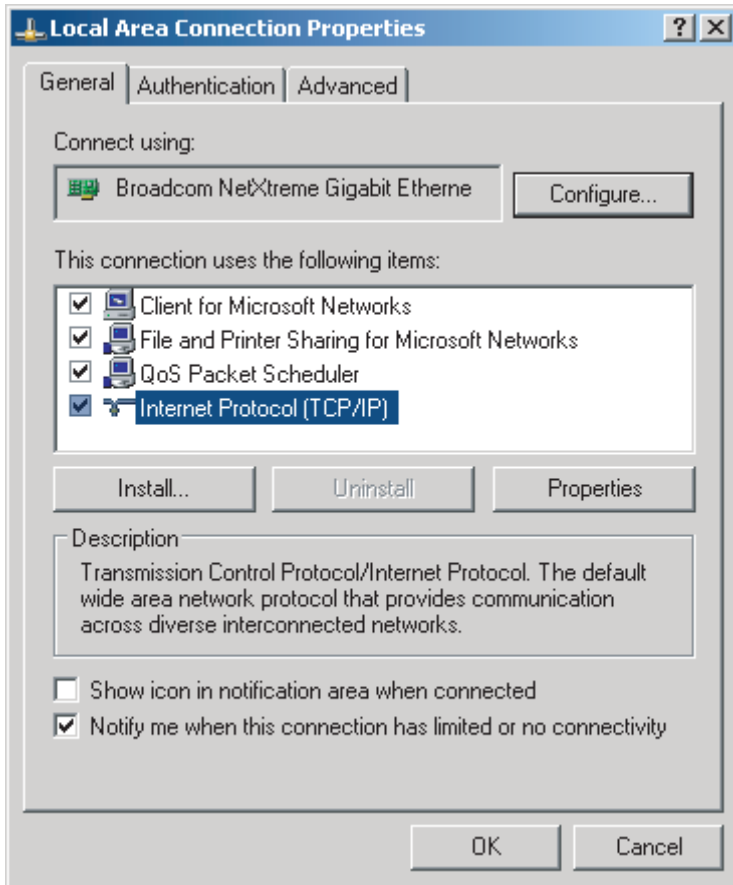 Local Area Connection Properties
General Authentication Advanced
Connect using:
Broadcom NetXtreme Gigabit Etherne
Configure...
This connection uses the following items:
Client for Microsoft Networks
File and Printer Sharing for Microsoft Networks
QoS Packet Scheduler
Internet Protocol (TCP/IP)
Install... Uninstall Properties
Description
Transmission Control Protocol/Internet Protocol. The default
wide area network protocol that provides communication
across diverse interconnected networks.
Show icon in notification area when connected
Notify me when this connection has limited or no connectivity
OK Cancel